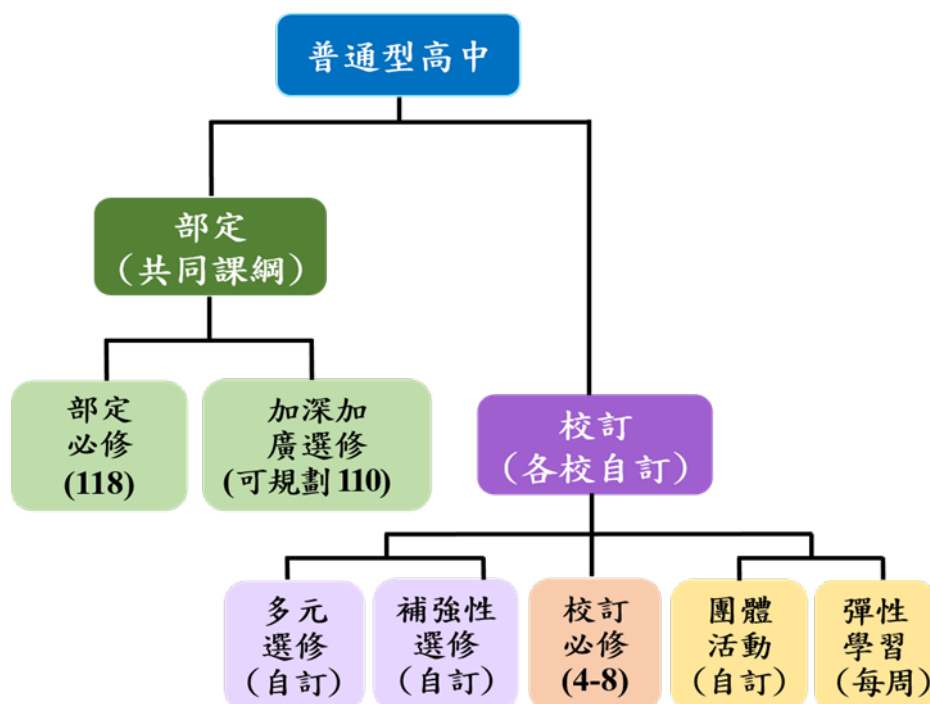 普通型高中
部定
（共同課綱）
部定
必修
(118)
加深加
廣選修
(可規劃 110)
校訂
（各校自訂）
多元
選修
（自訂）
補強性
選修
（自訂）
校訂
必修
(4-8)
團體
活動
（自訂）
彈性
學習
（每周）